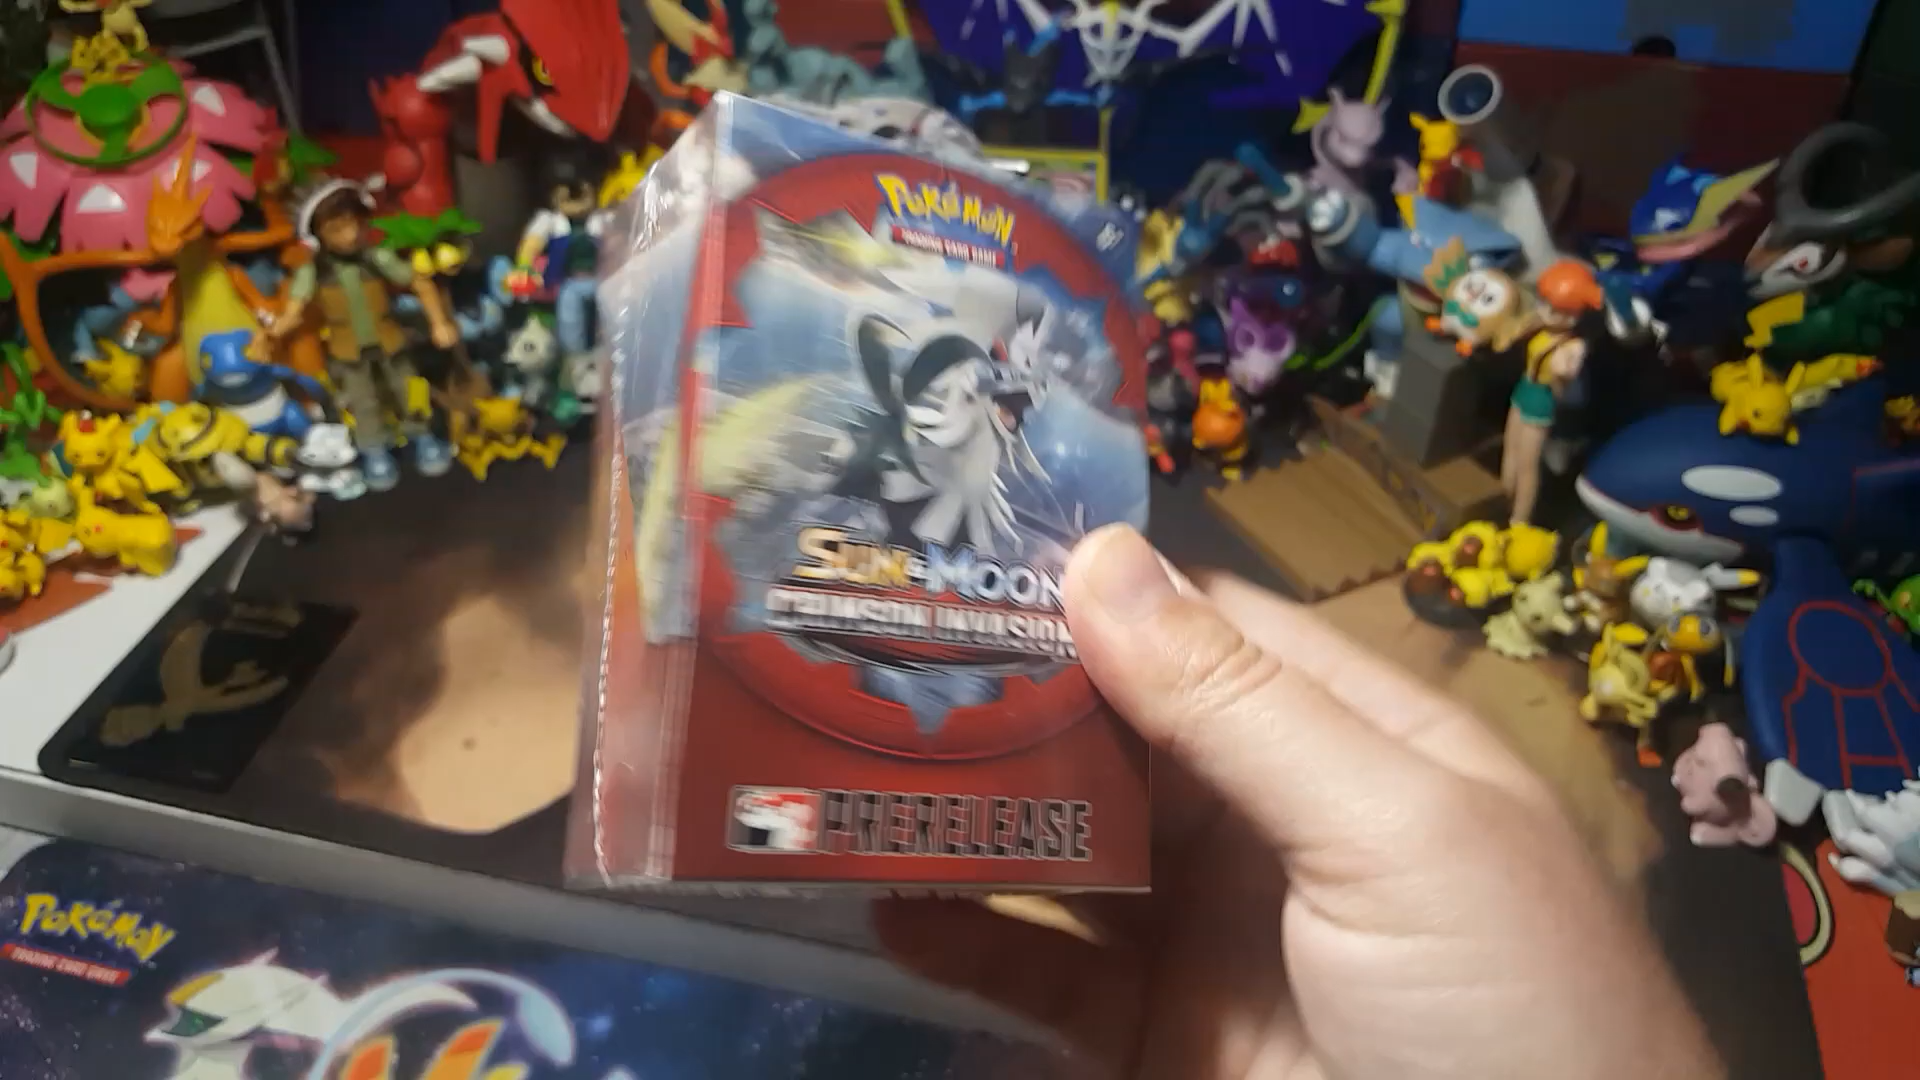 POKéMON
TRADING CARD GAME
SUN & MOON
CRIMSON INVASION
PRERELEASE
POKéMON
TRADING CARD GAME